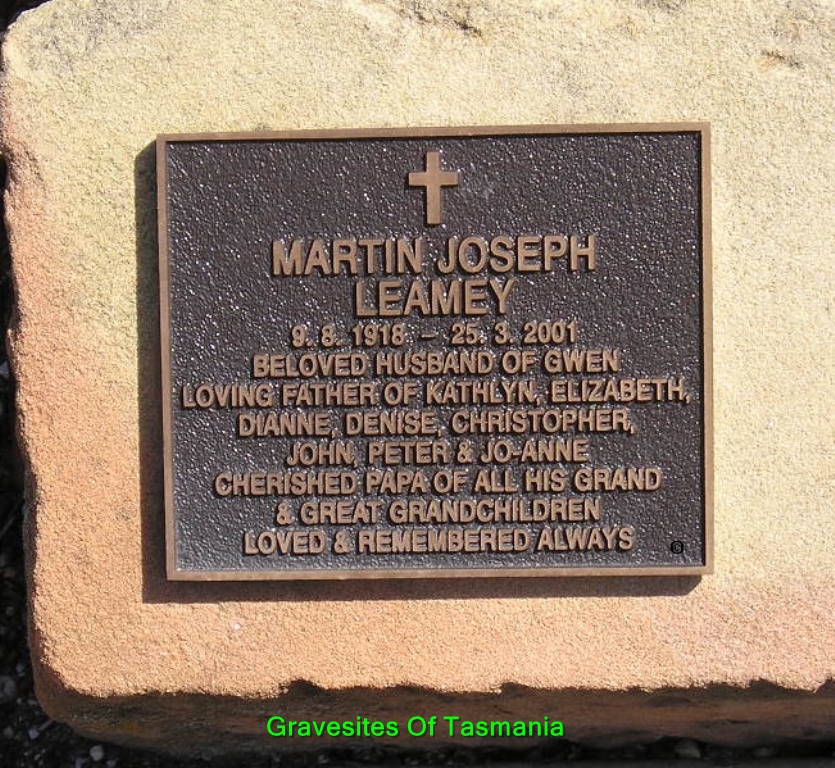 MARTIN JOSEPH
LEAMEY
9. 8. 1918 – 25. 3. 2001
BELOVED HUSBAND OF GWEN
LOVING FATHER OF KATHLYN, ELIZABETH,
DIANNE, DENISE, CHRISTOPHER,
JOHN, PETER & JO-ANNE
CHERISHED PAPA OF ALL HIS GRAND
& GREAT GRANDCHILDREN
LOVED & REMEMBERED ALWAYS
Gravesites Of Tasmania